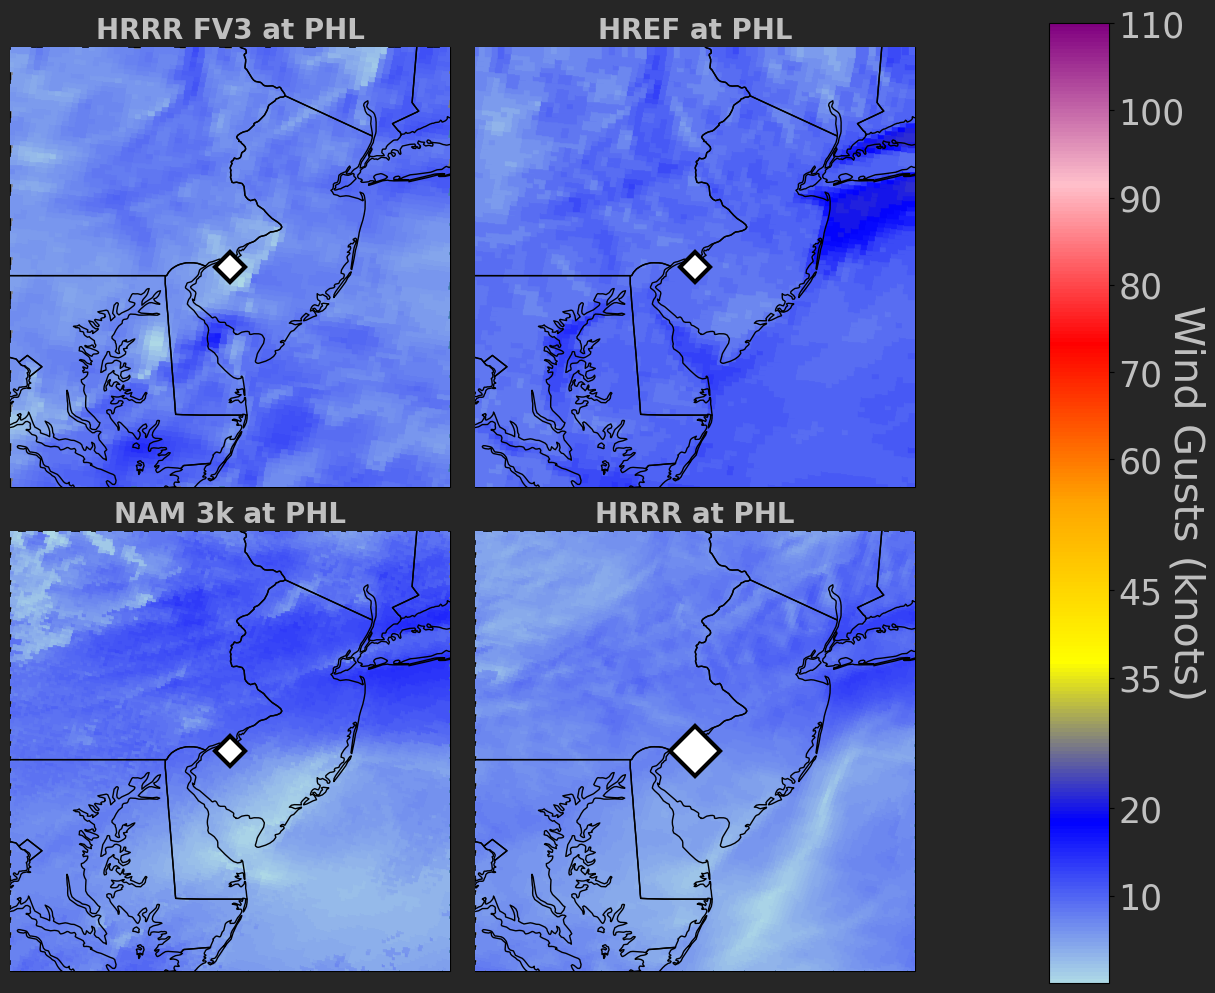 HRRR FV3 at PHL
HREF at PHL
NAM 3k at PHL
HRRR at PHL
110
100
90
80
70
60
45
35
20
10
Wind Gusts (knots)